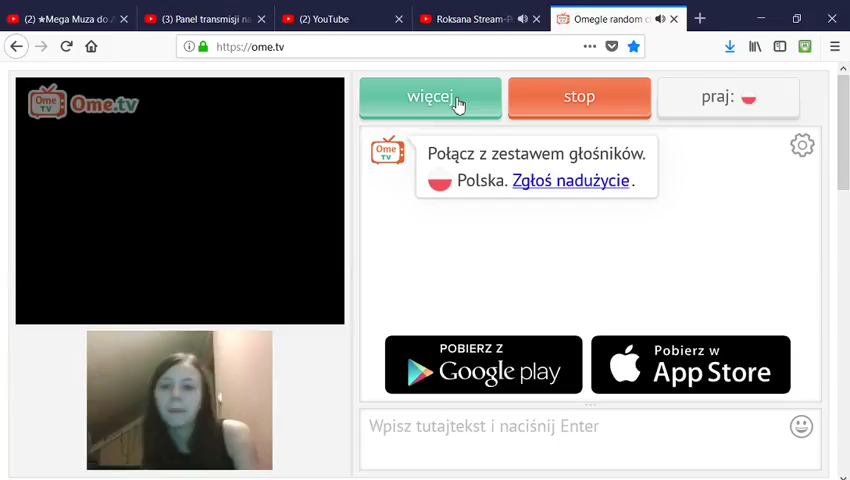 (2) ★Mega Muza do A
(3) Panel transmisji na
(2) YouTube
Roksana Stream-P
Omegle random c
https://ome.tv
Ome TV Ome.tv
więcej
stop
praj:
Ome TV
Połącz z zestawem głośników.
Polska. Zgłoś nadużycie.
POBIERZ Z
Google play
Pobierz w
App Store
Wpisz tutajtekst i naciśnij Enter